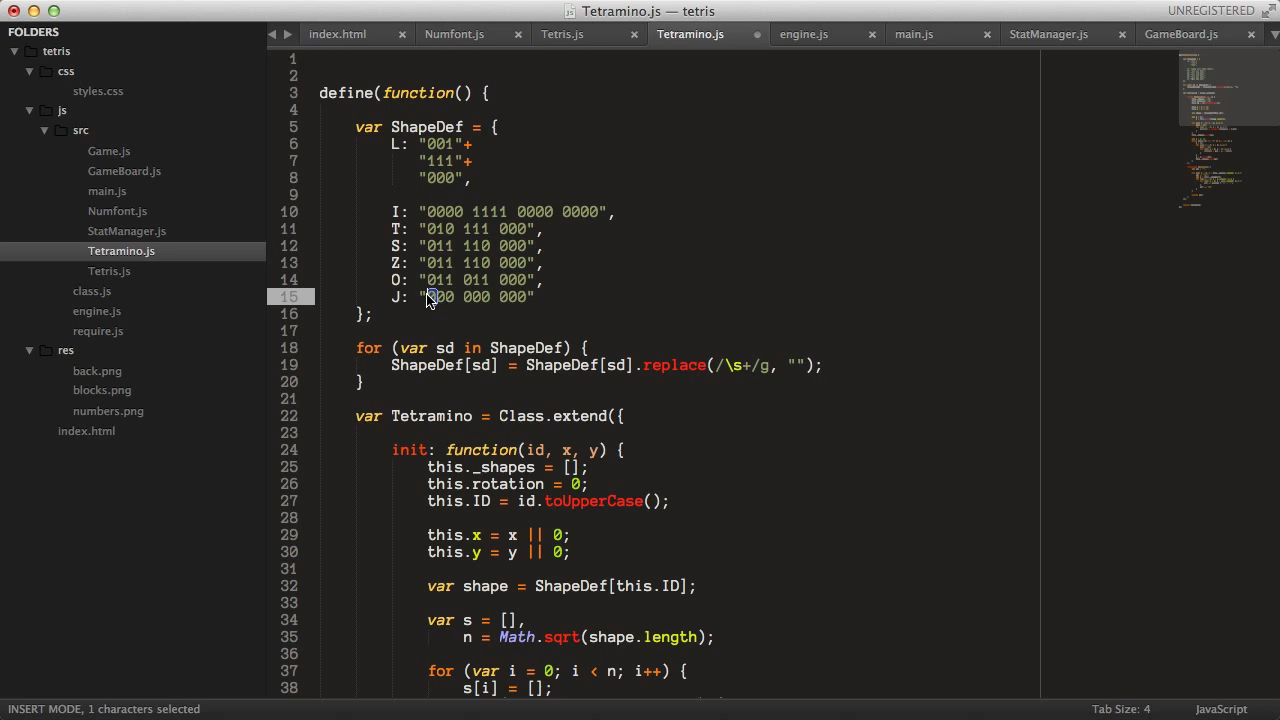 Tetramino.js — tetris
UNREGISTERED
FOLDERS
tetris
css
styles.css
js
src
Game.js
GameBoard.js
main.js
Numfont.js
StatManager.js
Tetramino.js
Tetris.js
class.js
engine.js
require.js
res
back.png
blocks.png
numbers.png
index.html
index.html Numfont.js Tetris.js Tetramino.js engine.js main.js StatManager.js GameBoard.js
1
2
3 define(function() {
4
5 var ShapeDef = {
6 L: "001"+
7 "111"+
8 "000",
9
10 I: "0000 1111 0000 0000",
11 T: "010 111 000",
12 S: "011 110 000",
13 Z: "011 110 000",
14 O: "011 011 000",
15 J: "000 000 000"
16 };
17
18 for (var sd in ShapeDef) {
19 ShapeDef[sd] = ShapeDef[sd].replace(/\s+/g, "");
20 }
21
22 var Tetramino = Class.extend({
23
24 init: function(id, x, y) {
25 this._shapes = [];
26 this.rotation = 0;
27 this.ID = id.toUpperCase();
28
29 this.x = x || 0;
30 this.y = y || 0;
31
32 var shape = ShapeDef[this.ID];
33
34 var s = [],
35 n = Math.sqrt(shape.length);
36
37 for (var i = 0; i < n; i++) {
38 s[i] = [];
INSERT MODE, 1 characters selected
Tab Size: 4
JavaScript